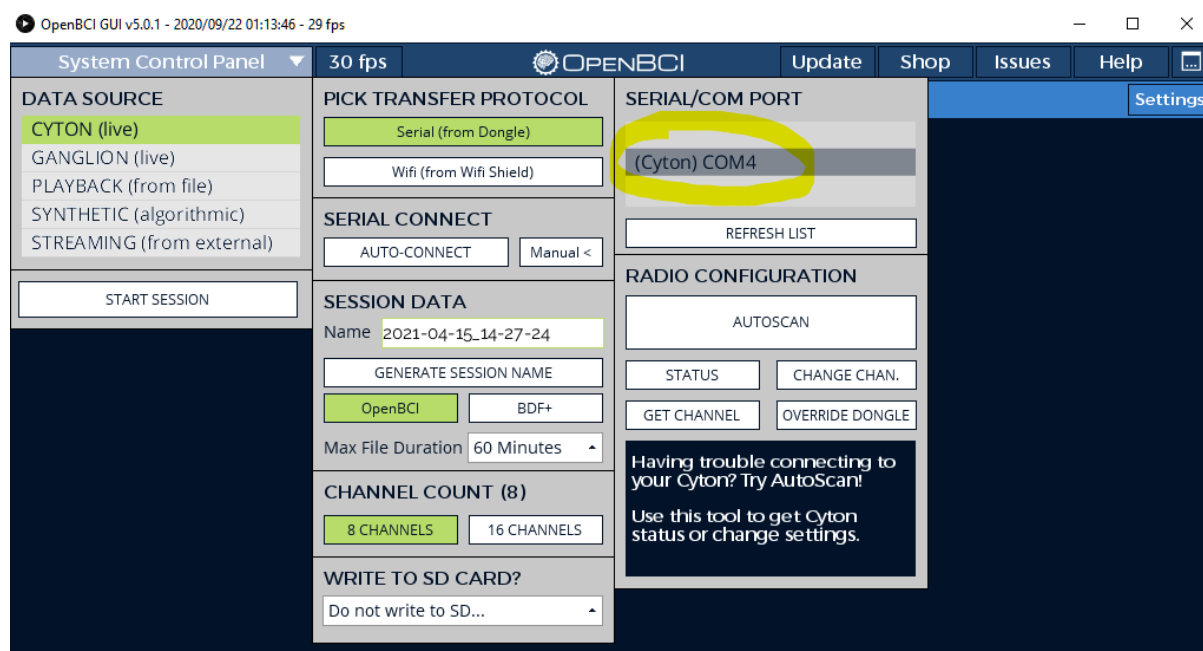 OpenBCI GUI v5.0.1 - 2020/09/22 01:13:46 - 29 fps
System Control Panel
30 fps
OPENBCI
Update
Shop
Issues
Help
Settings
DATA SOURCE
CYTON (live)
GANGLION (live)
PLAYBACK (from file)
SYNTHETIC (algorithmic)
STREAMING (from external)
START SESSION
PICK TRANSFER PROTOCOL
Serial (from Dongle)
Wifi (from Wifi Shield)
SERIAL CONNECT
AUTO-CONNECT
Manual <
SESSION DATA
Name 2021-04-15_14-27-24
GENERATE SESSION NAME
OpenBCI
BDF+
Max File Duration 60 Minutes
CHANNEL COUNT (8)
8 CHANNELS
16 CHANNELS
WRITE TO SD CARD?
Do not write to SD...
SERIAL/COM PORT
(Cyton) COM4
REFRESH LIST
RADIO CONFIGURATION
AUTOSCAN
STATUS
CHANGE CHAN.
GET CHANNEL
OVERRIDE DONGLE
Having trouble connecting to
your Cyton? Try AutoScan!
Use this tool to get Cyton
status or change settings.